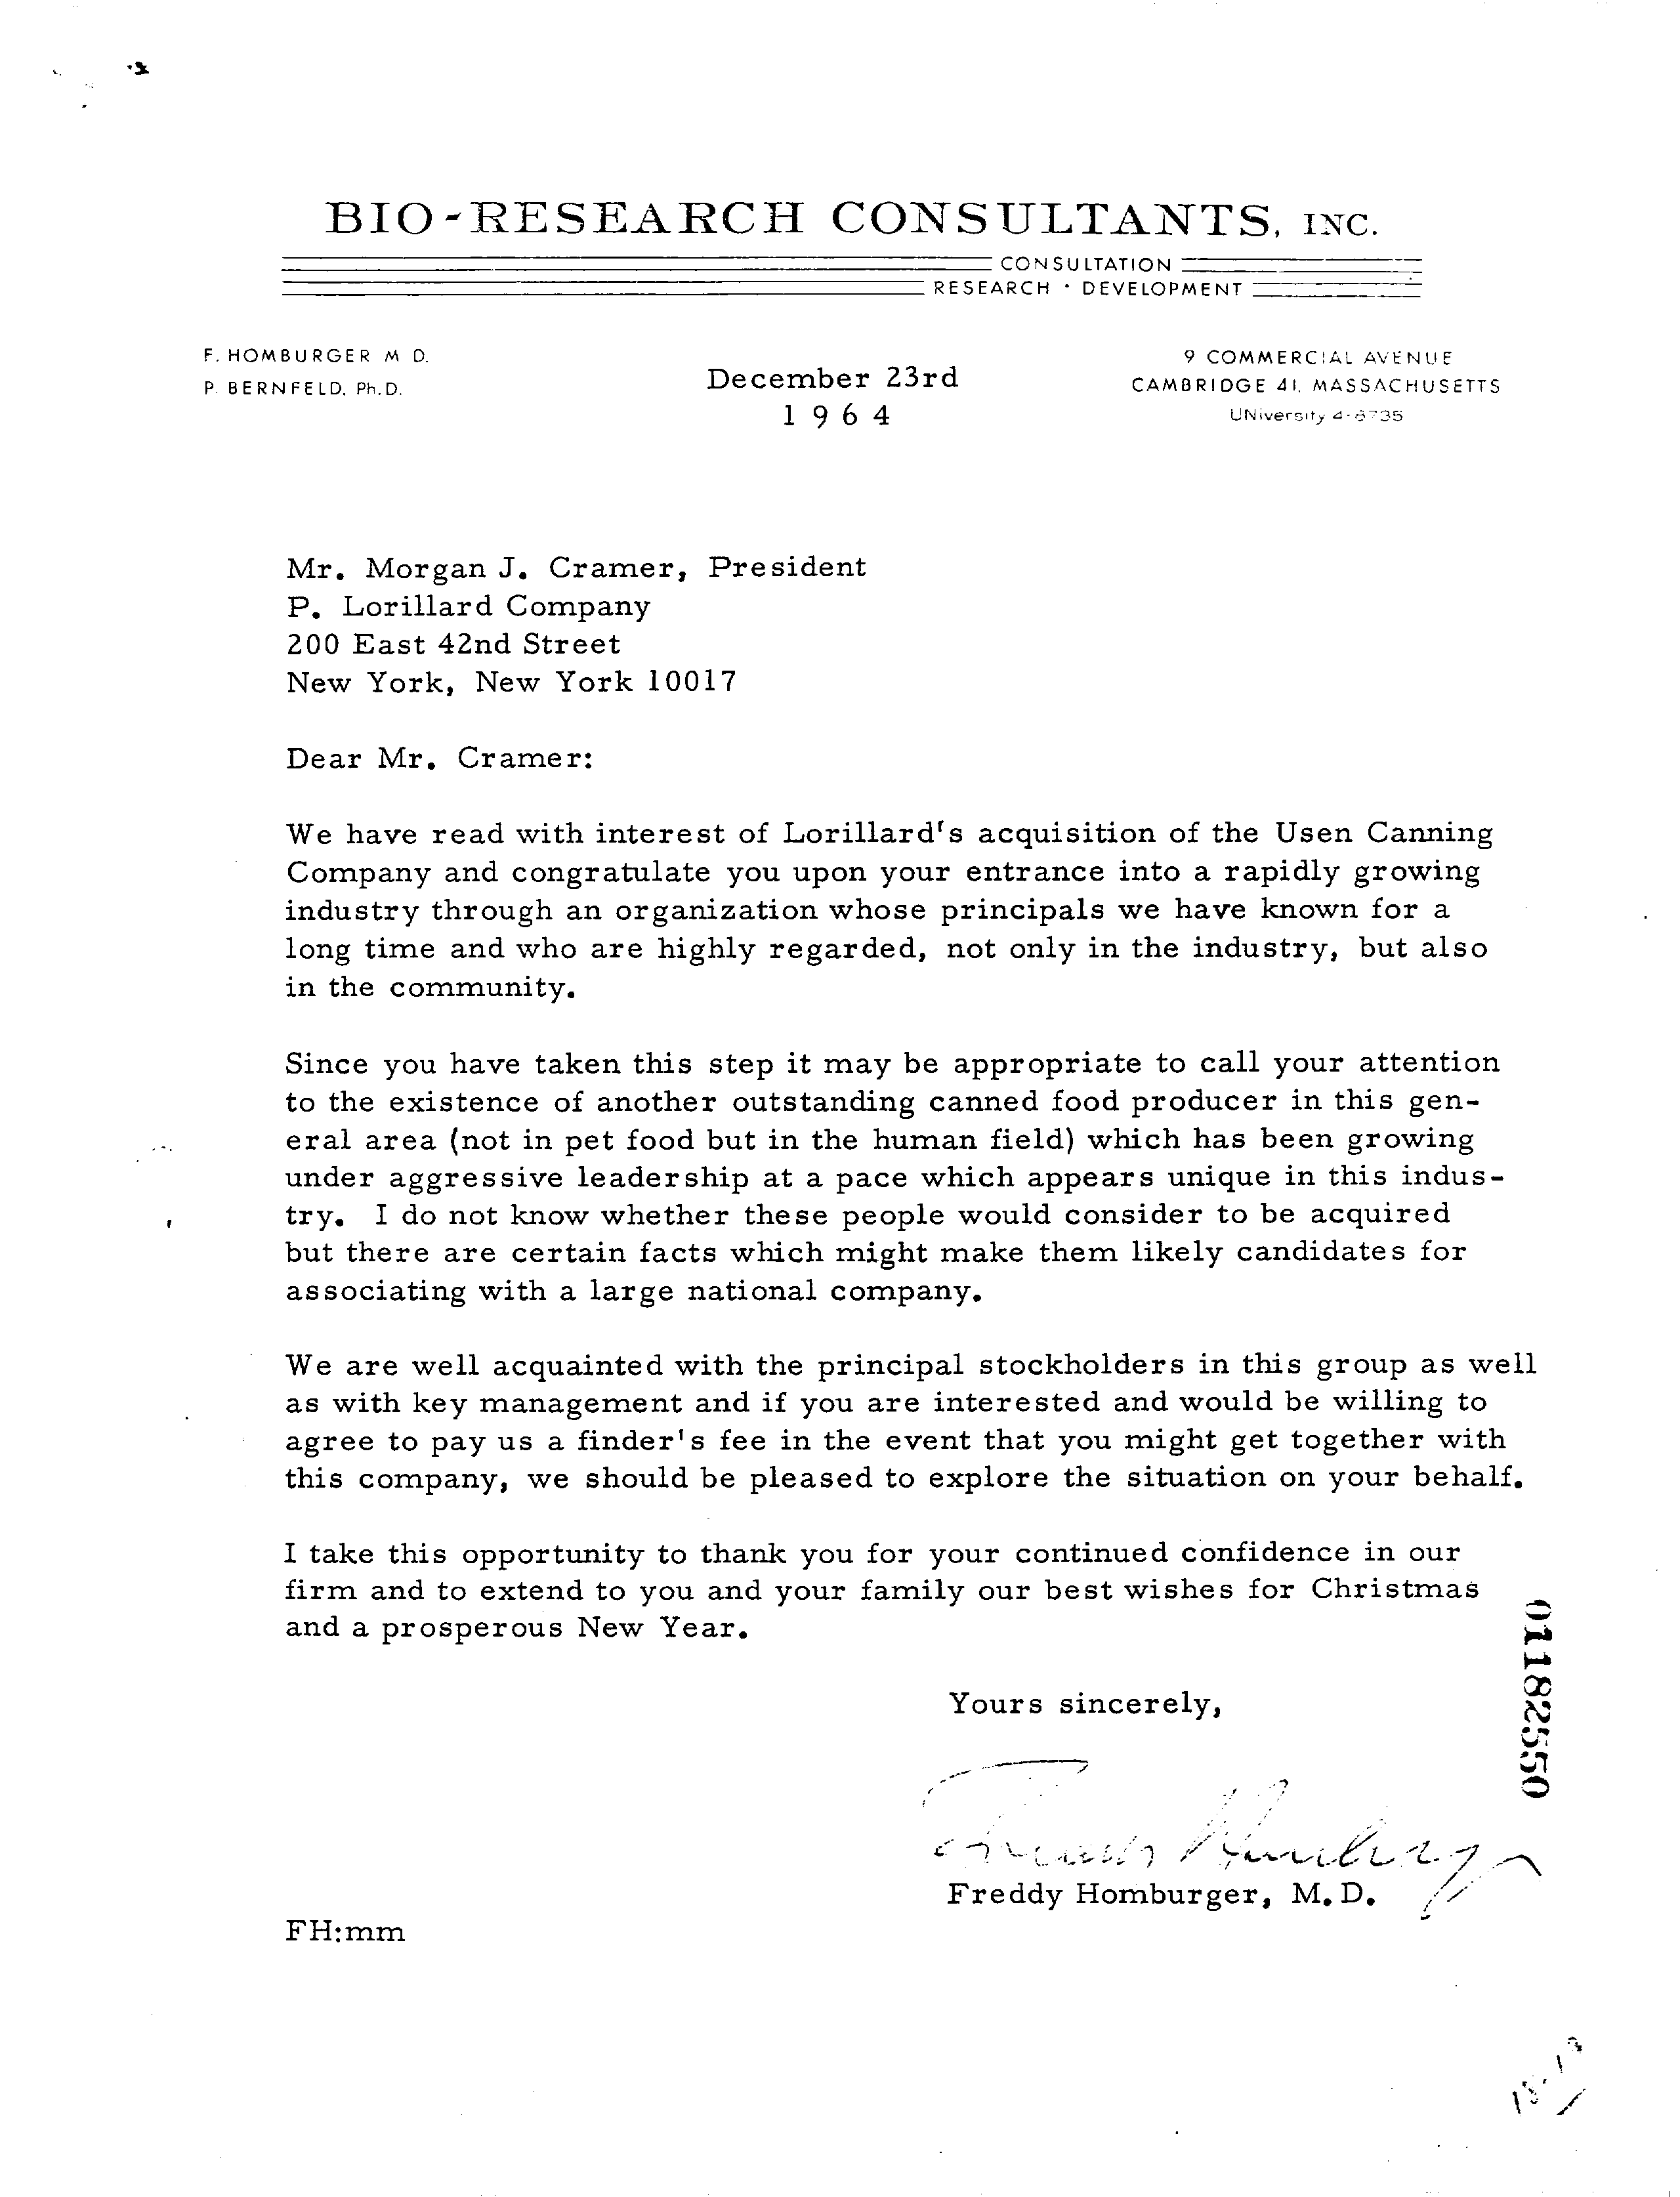 BIO-RESEARCH CONSULTANTS, INC.
CONSULTATION
RESEARCH · DEVELOPMENT
F. HOMBURGER M D.
P. BERNFELD, Ph.D.
December 23rd
1 9 6 4
9 COMMERCIAL AVENUE
CAMBRIDGE 41, MASSACHUSETTS
UNiversity 4-6735
Mr. Morgan J. Cramer, President
P. Lorillard Company
200 East 42nd Street
New York, New York 10017
Dear Mr. Cramer:
We have read with interest of Lorillard's acquisition of the Usen Canning
Company and congratulate you upon your entrance into a rapidly growing
industry through an organization whose principals we have known for a
long time and who are highly regarded, not only in the industry, but also
in the community.
Since you have taken this step it may be appropriate to call your attention
to the existence of another outstanding canned food producer in this gen-
eral area (not in pet food but in the human field) which has been growing
under aggressive leadership at a pace which appears unique in this indus-
try. I do not know whether these people would consider to be acquired
but there are certain facts which might make them likely candidates for
associating with a large national company.
We are well acquainted with the principal stockholders in this group as well
as with key management and if you are interested and would be willing to
agree to pay us a finder's fee in the event that you might get together with
this company, we should be pleased to explore the situation on your behalf.
I take this opportunity to thank you for your continued confidence in our
firm and to extend to you and your family our best wishes for Christmas
and a prosperous New Year.
Yours sincerely,
Freddy Homburger, M.D.
FH:mm
01182550